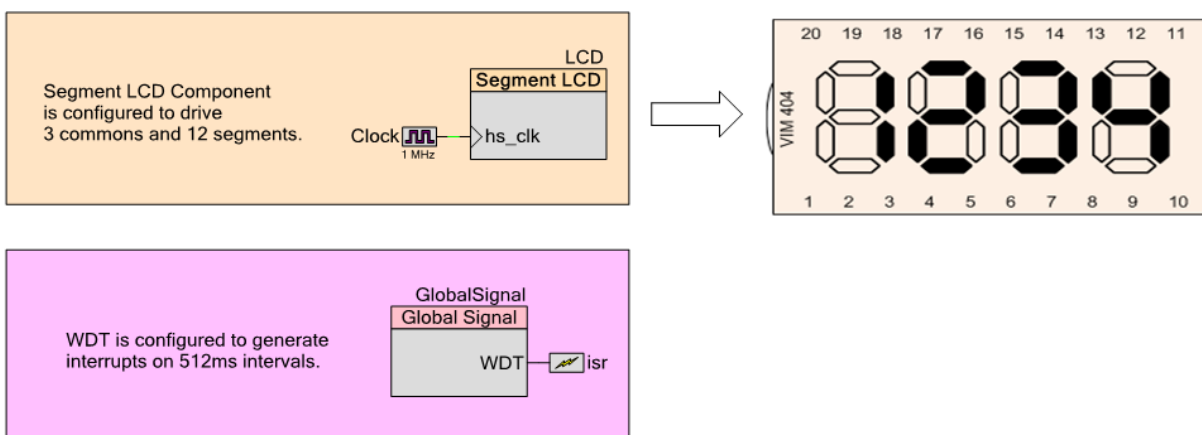 LCD
Segment LCD
Segment LCD Component
is configured to drive
3 commons and 12 segments.
Clock
1 MHz
hs_clk
20 19 18 17 16 15 14 13 12 11
VIM 404
1234
1 2 3 4 5 6 7 8 9 10
GlobalSignal
Global Signal
WDT is configured to generate
interrupts on 512ms intervals.
WDT
isr